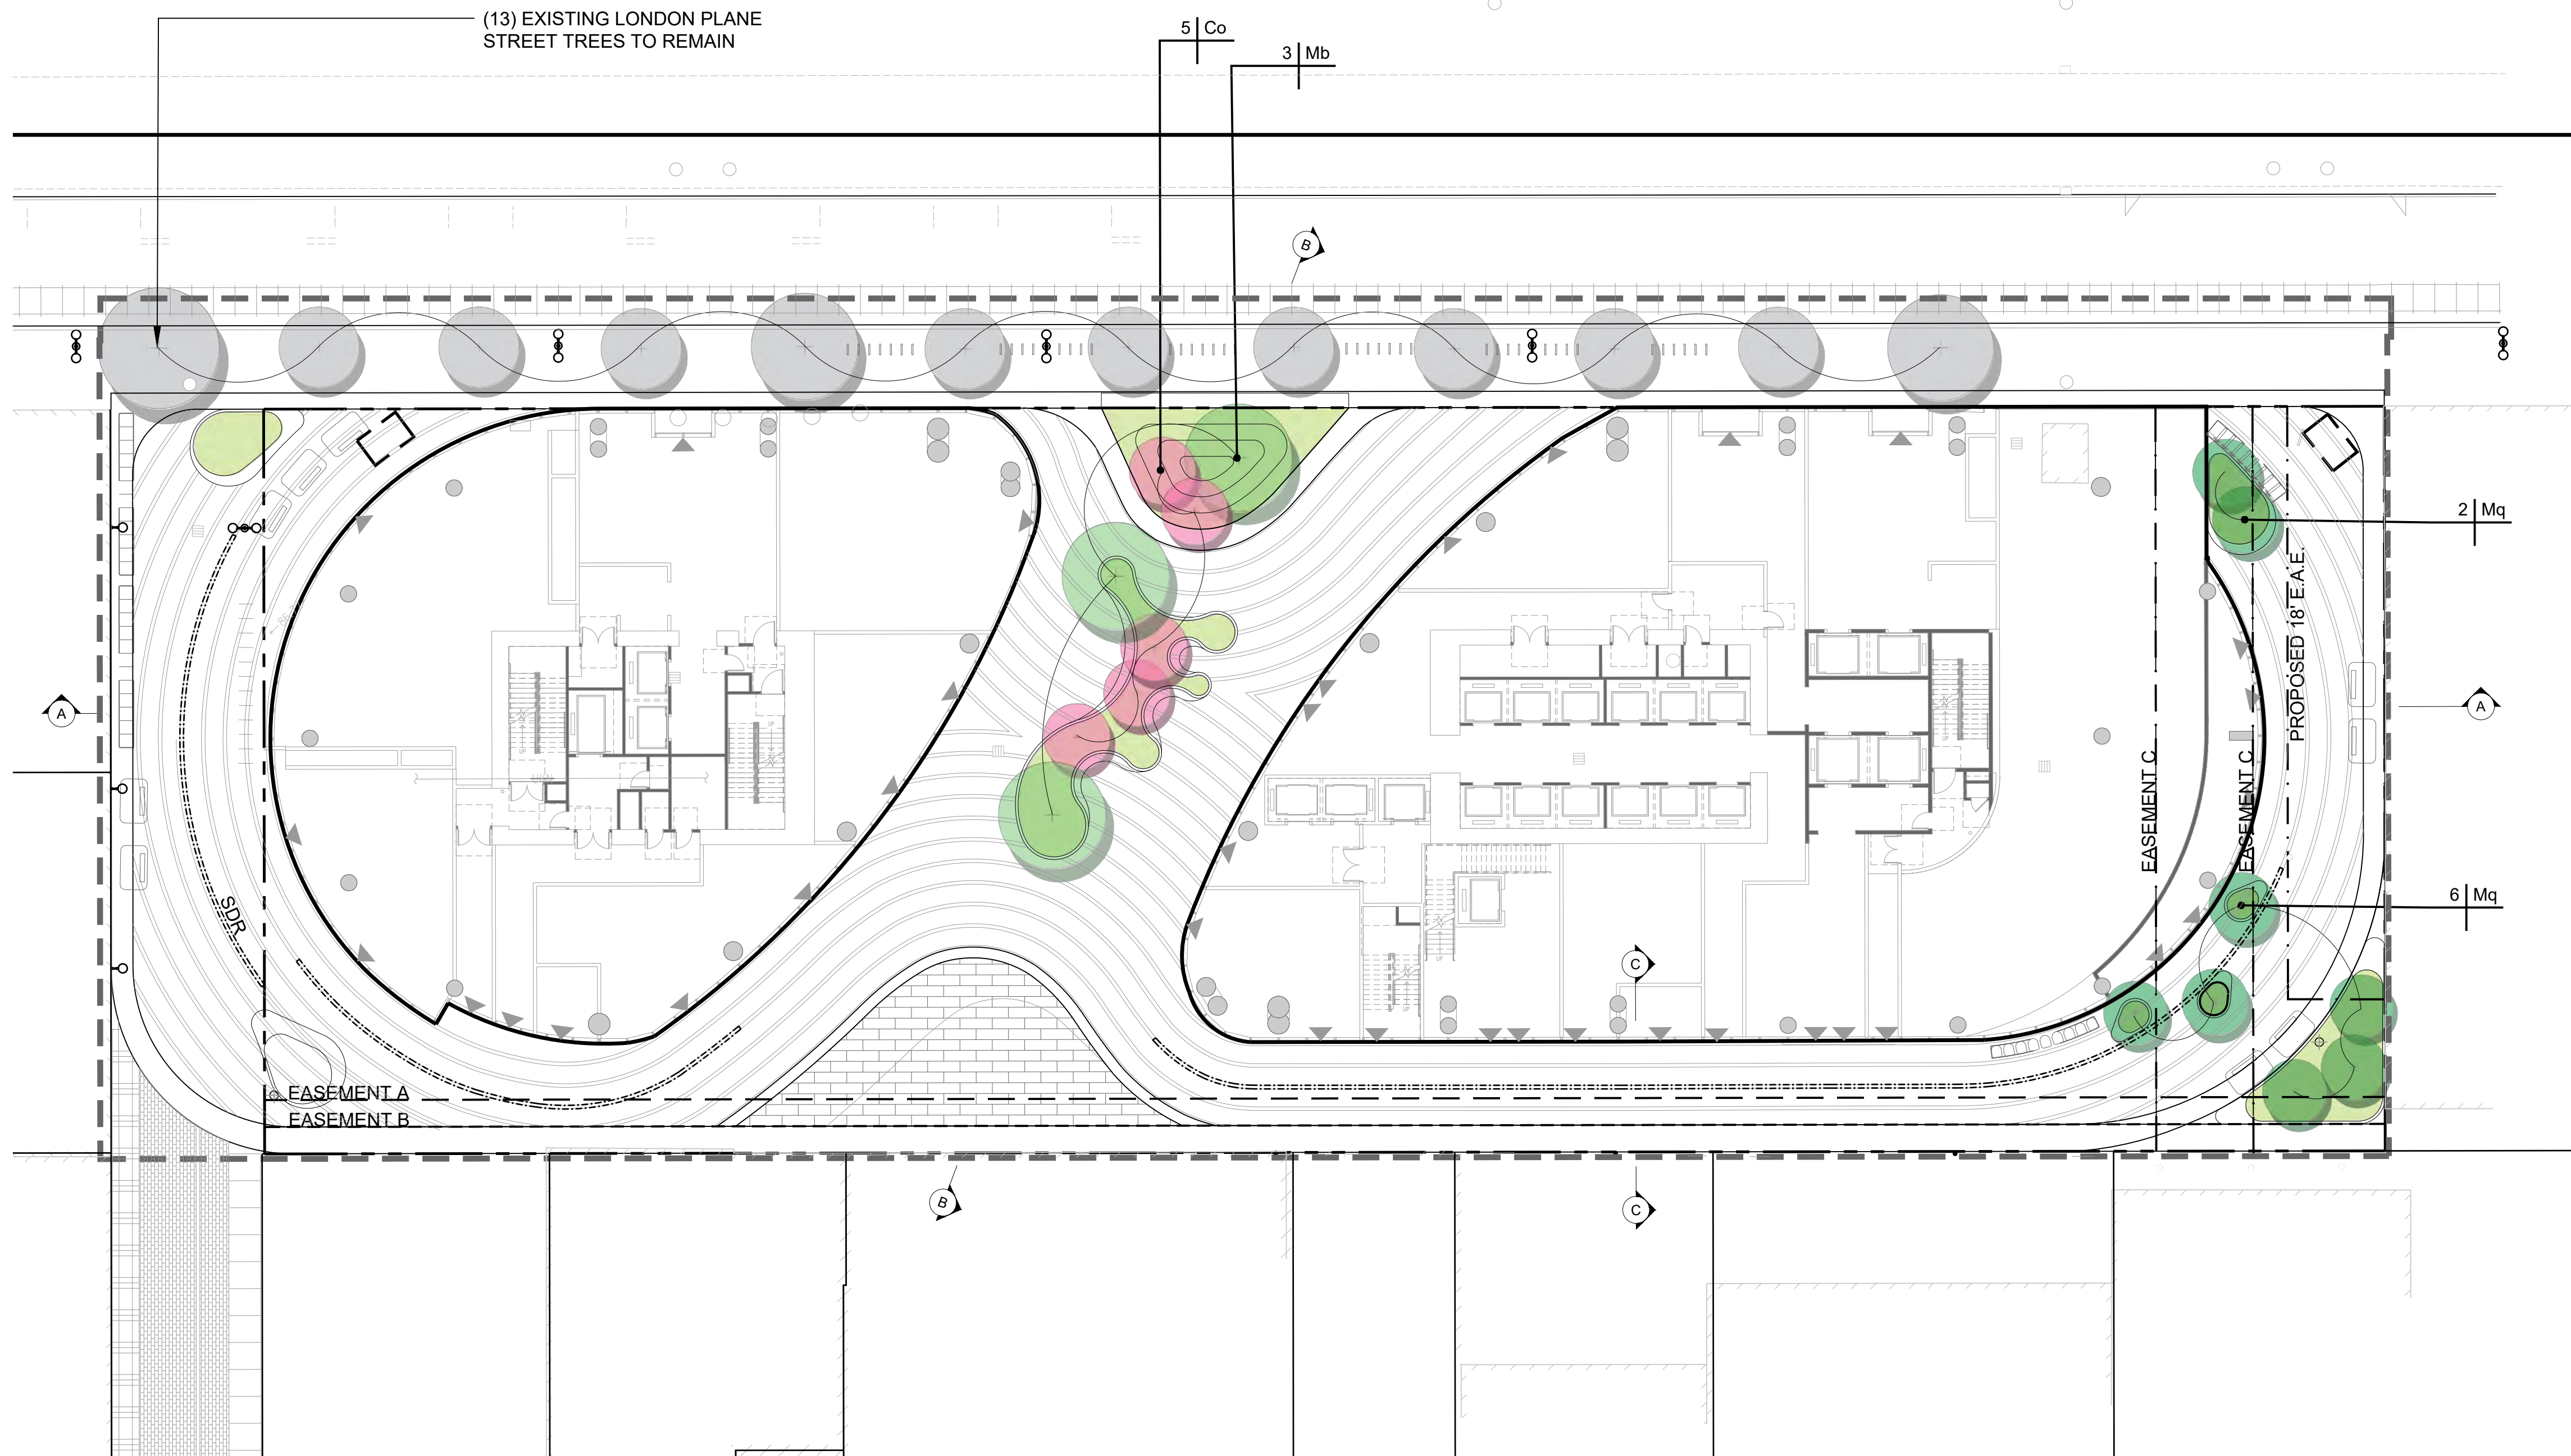 (13) EXISTING LONDON PLANE
STREET TREES TO REMAIN
5 Co
3 Mb
B
2 Mq
PROPOSED 18' E.A.E.
A
A
EASEMENT C
EASEMENT C
6 Mq
SDR
C
EASEMENT A
EASEMENT B
B
C